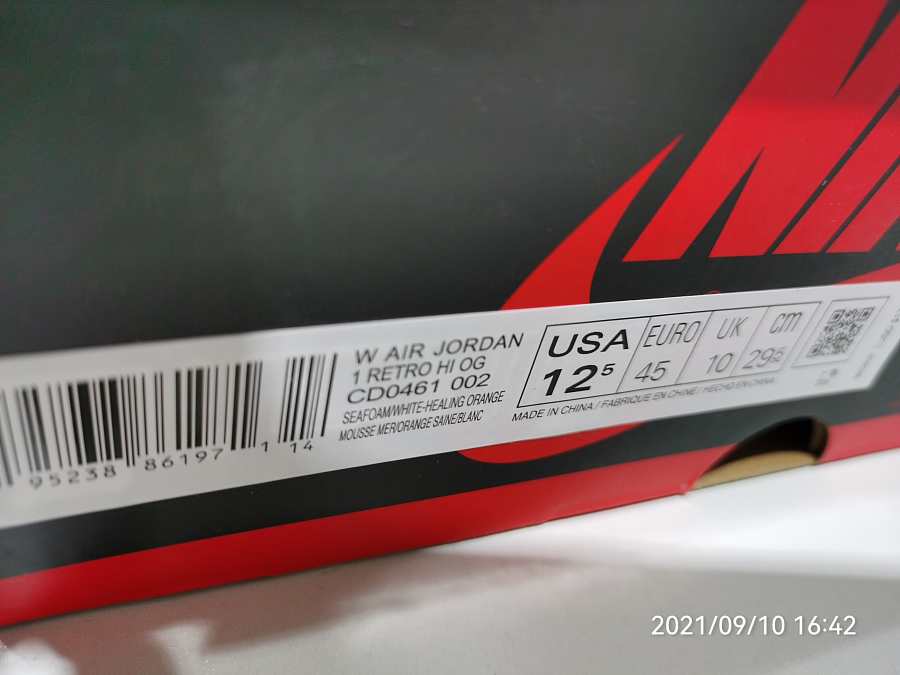 W AIR JORDAN
1 RETRO HI OG
CD0461 002
SEAFOAM/WHITE-HEALING ORANGE
MOUSSE MER/ORANGE SAINE/BLANC
USA
12⁵
EURO
45
UK
10
cm
29⁵
MADE IN CHINA / FABRIQUÉ EN CHINE / HECHO EN CHINA
95238 86197 1 14
2021/09/10 16:42